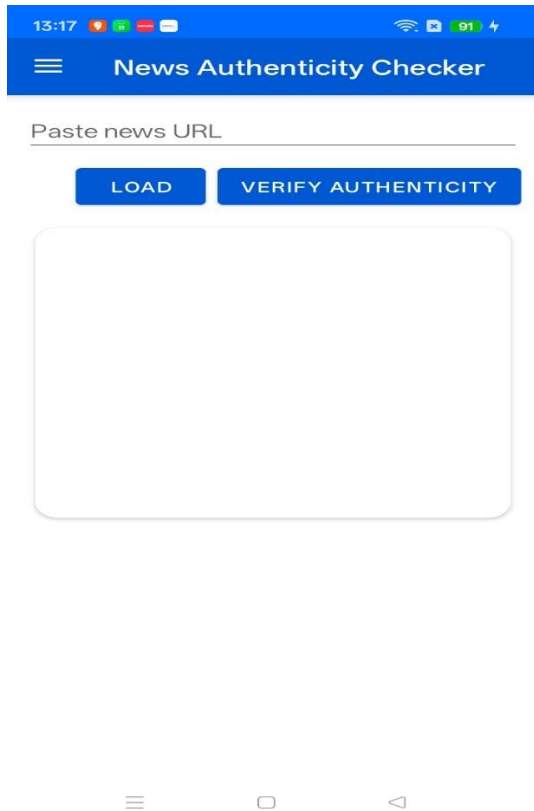 13:17
91
News Authenticity Checker
Paste news URL
LOAD
VERIFY AUTHENTICITY